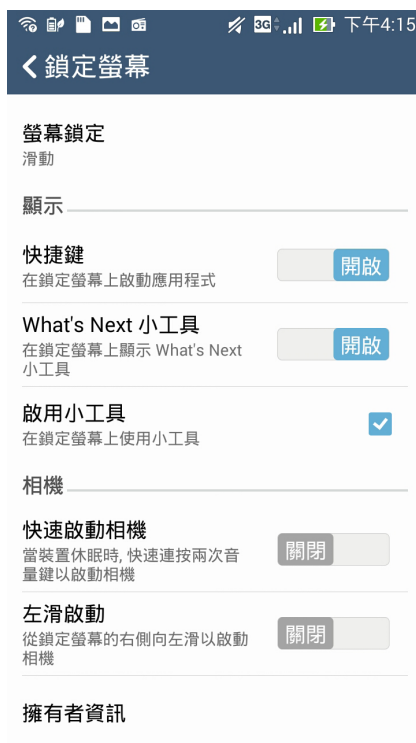 3G 下午4:15
鎖定螢幕
螢幕鎖定
滑動
顯示
快捷鍵
在鎖定螢幕上啟動應用程式
開啟
What's Next 小工具
在鎖定螢幕上顯示 What's Next
小工具
開啟
啟用小工具
在鎖定螢幕上使用小工具
相機
快速啟動相機
當裝置休眠時, 快速連按兩次音
量鍵以啟動相機
關閉
左滑啟動
從鎖定螢幕的右側向左滑以啟動
相機
關閉
擁有者資訊